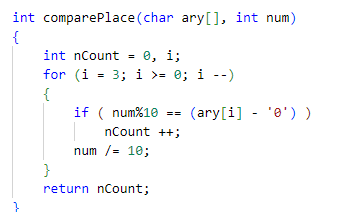 int comparePlace(char ary[], int num)
{
    int nCount = 0, i;
    for (i = 3; i >= 0; i --)
    {
        if ( num%10 == (ary[i] - '0') )
            nCount ++;
        num /= 10;
    }
    return nCount;
}